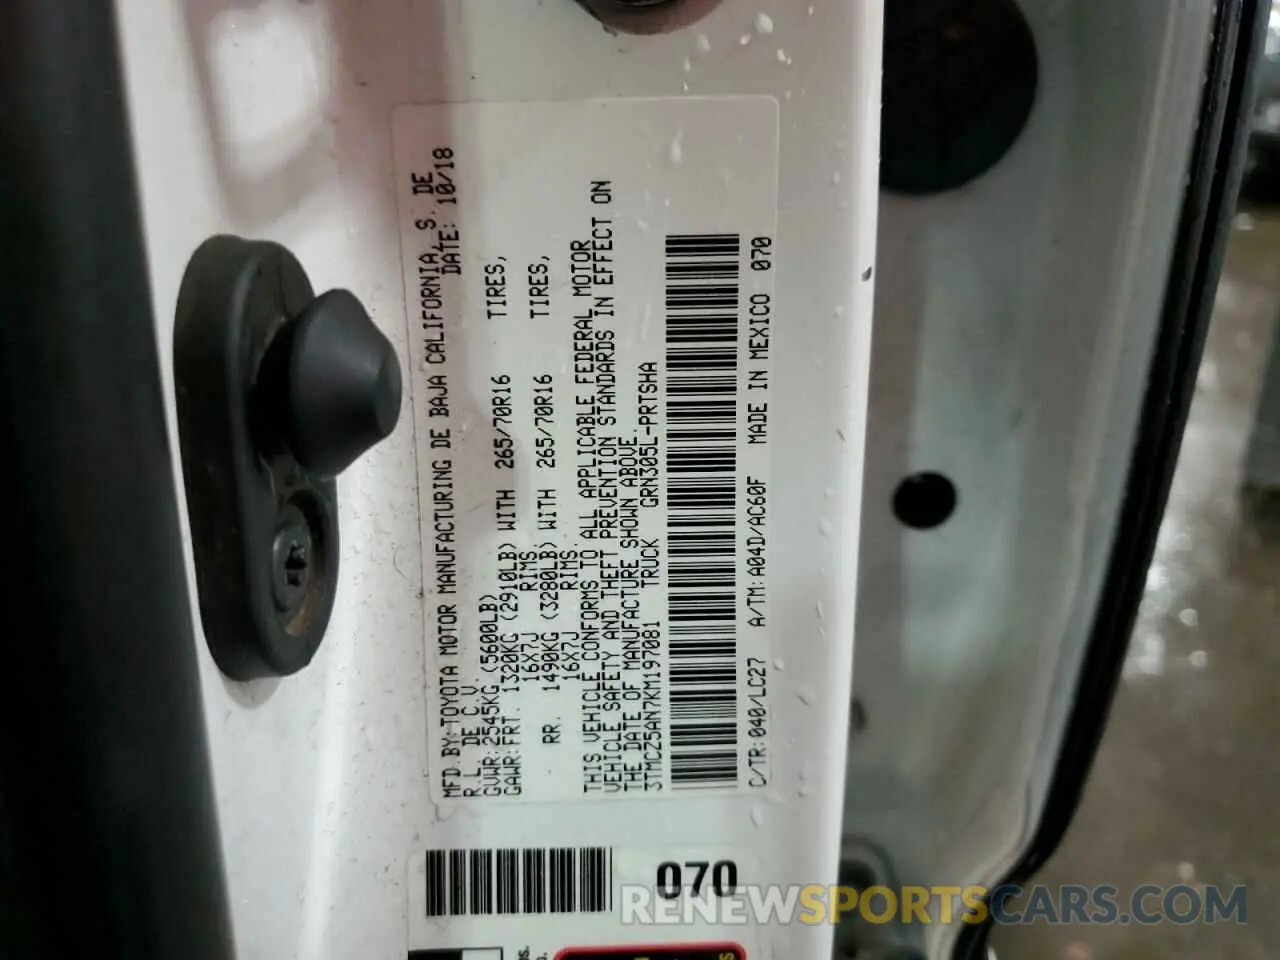 MFD.BY:TOYOTA MOTOR MANUFACTURING DE BAJA CALIFORNIA, S. DE
R.L. DE C.V. DATE: 10/18
GVWR:2545KG (5600LB)
GAWR:FRT. 1320KG (2910LB) WITH 265/70R16 TIRES,
16X7J RIMS
RR. 1490KG (3280LB) WITH 265/70R16 TIRES,
16X7J RIMS.
THIS VEHICLE CONFORMS TO ALL APPLICABLE FEDERAL MOTOR
VEHICLE SAFETY AND THEFT PREVENTION STANDARDS IN EFFECT ON
THE DATE OF MANUFACTURE SHOWN ABOVE.
3TMCZ5AN7KM197081 TRUCK GRN305L-PRTSHA
C/TR:040/LC27 A/TM:A04D/AC60F MADE IN MEXICO 070
070
RENEWSPORTSCARS.COM